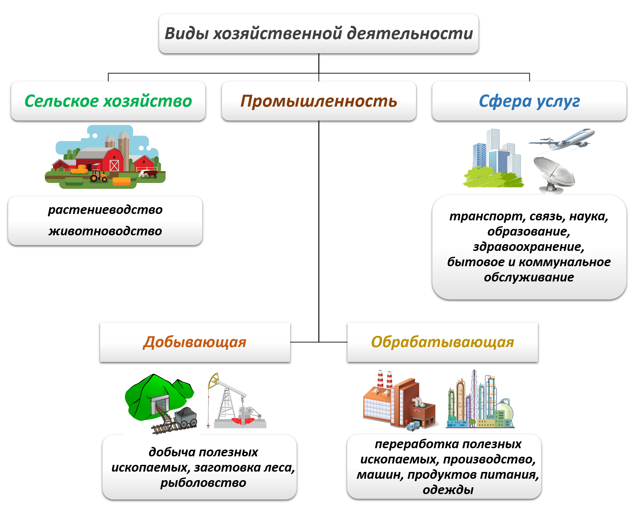 Виды хозяйственной деятельности
Сельское хозяйство
Промышленность
Сфера услуг
растениеводство
животноводство
транспорт, связь, наука,
образование,
здравоохранение,
бытовое и коммунальное
обслуживание
Добывающая
Обрабатывающая
добыча полезных
ископаемых, заготовка леса,
рыболовство
переработка полезных
ископаемых, производство,
машин, продуктов питания,
одежды